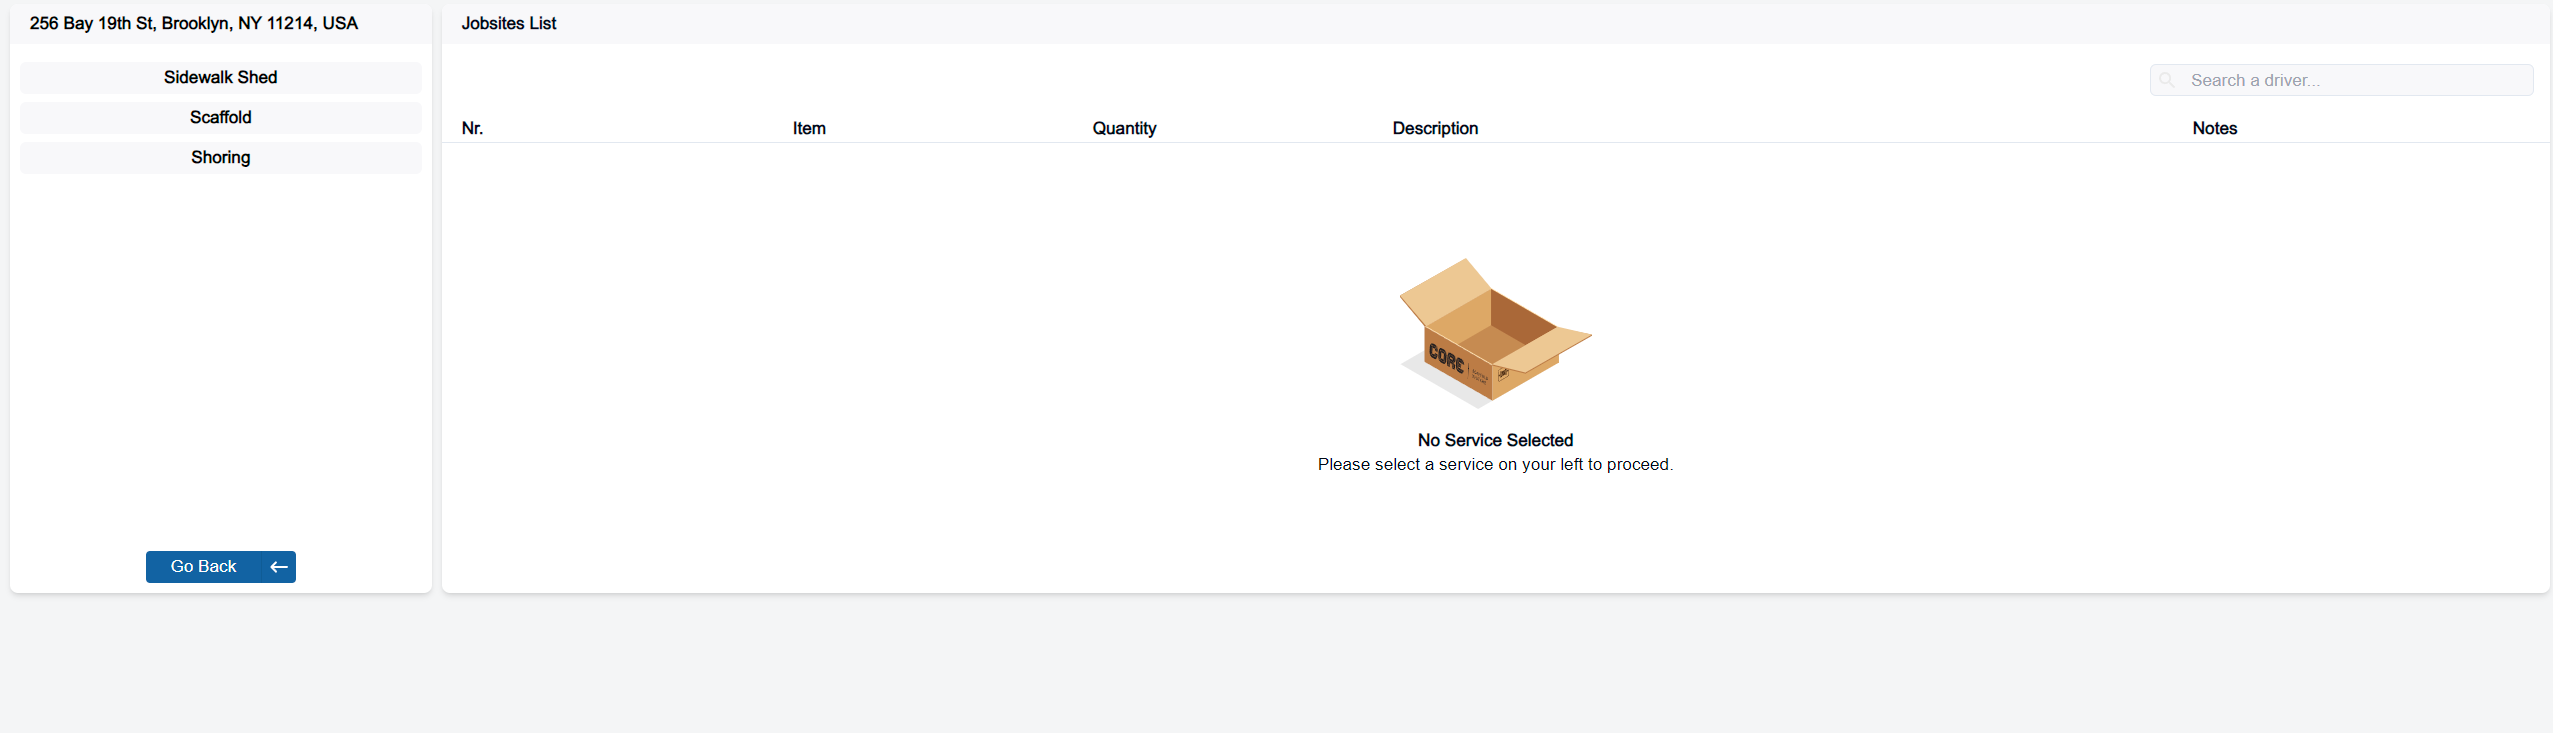 256 Bay 19th St, Brooklyn, NY 11214, USA
Sidewalk Shed
Scaffold
Shoring
Go Back
Jobsites List
Search a driver...
Nr. Item Quantity Description Notes
CORE
No Service Selected
Please select a service on your left to proceed.